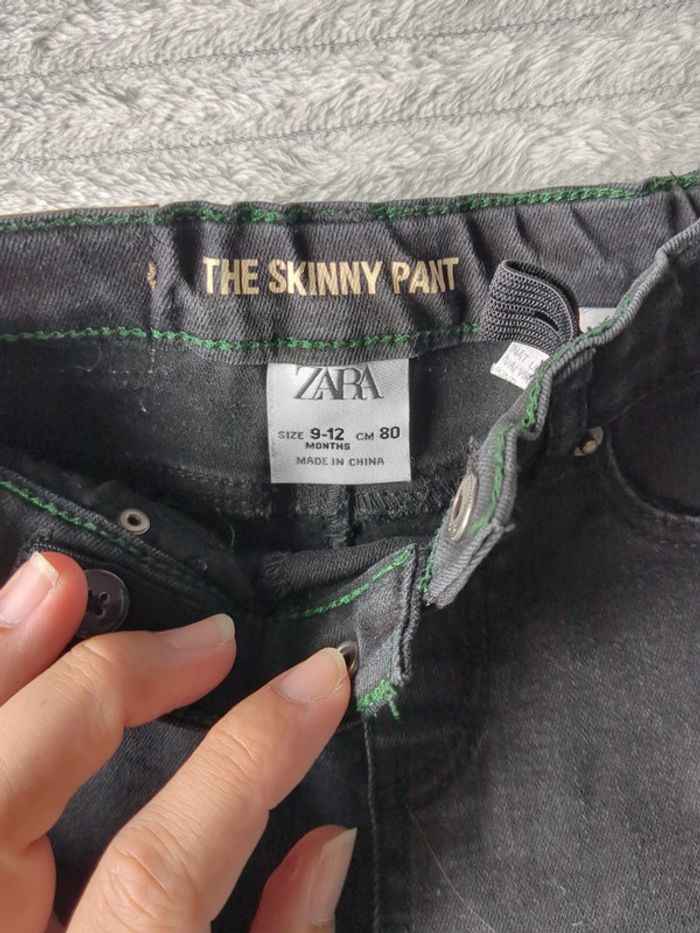 THE SKINNY PANT
ZARA
SIZE 9-12 CM 80
MONTHS
MADE IN CHINA